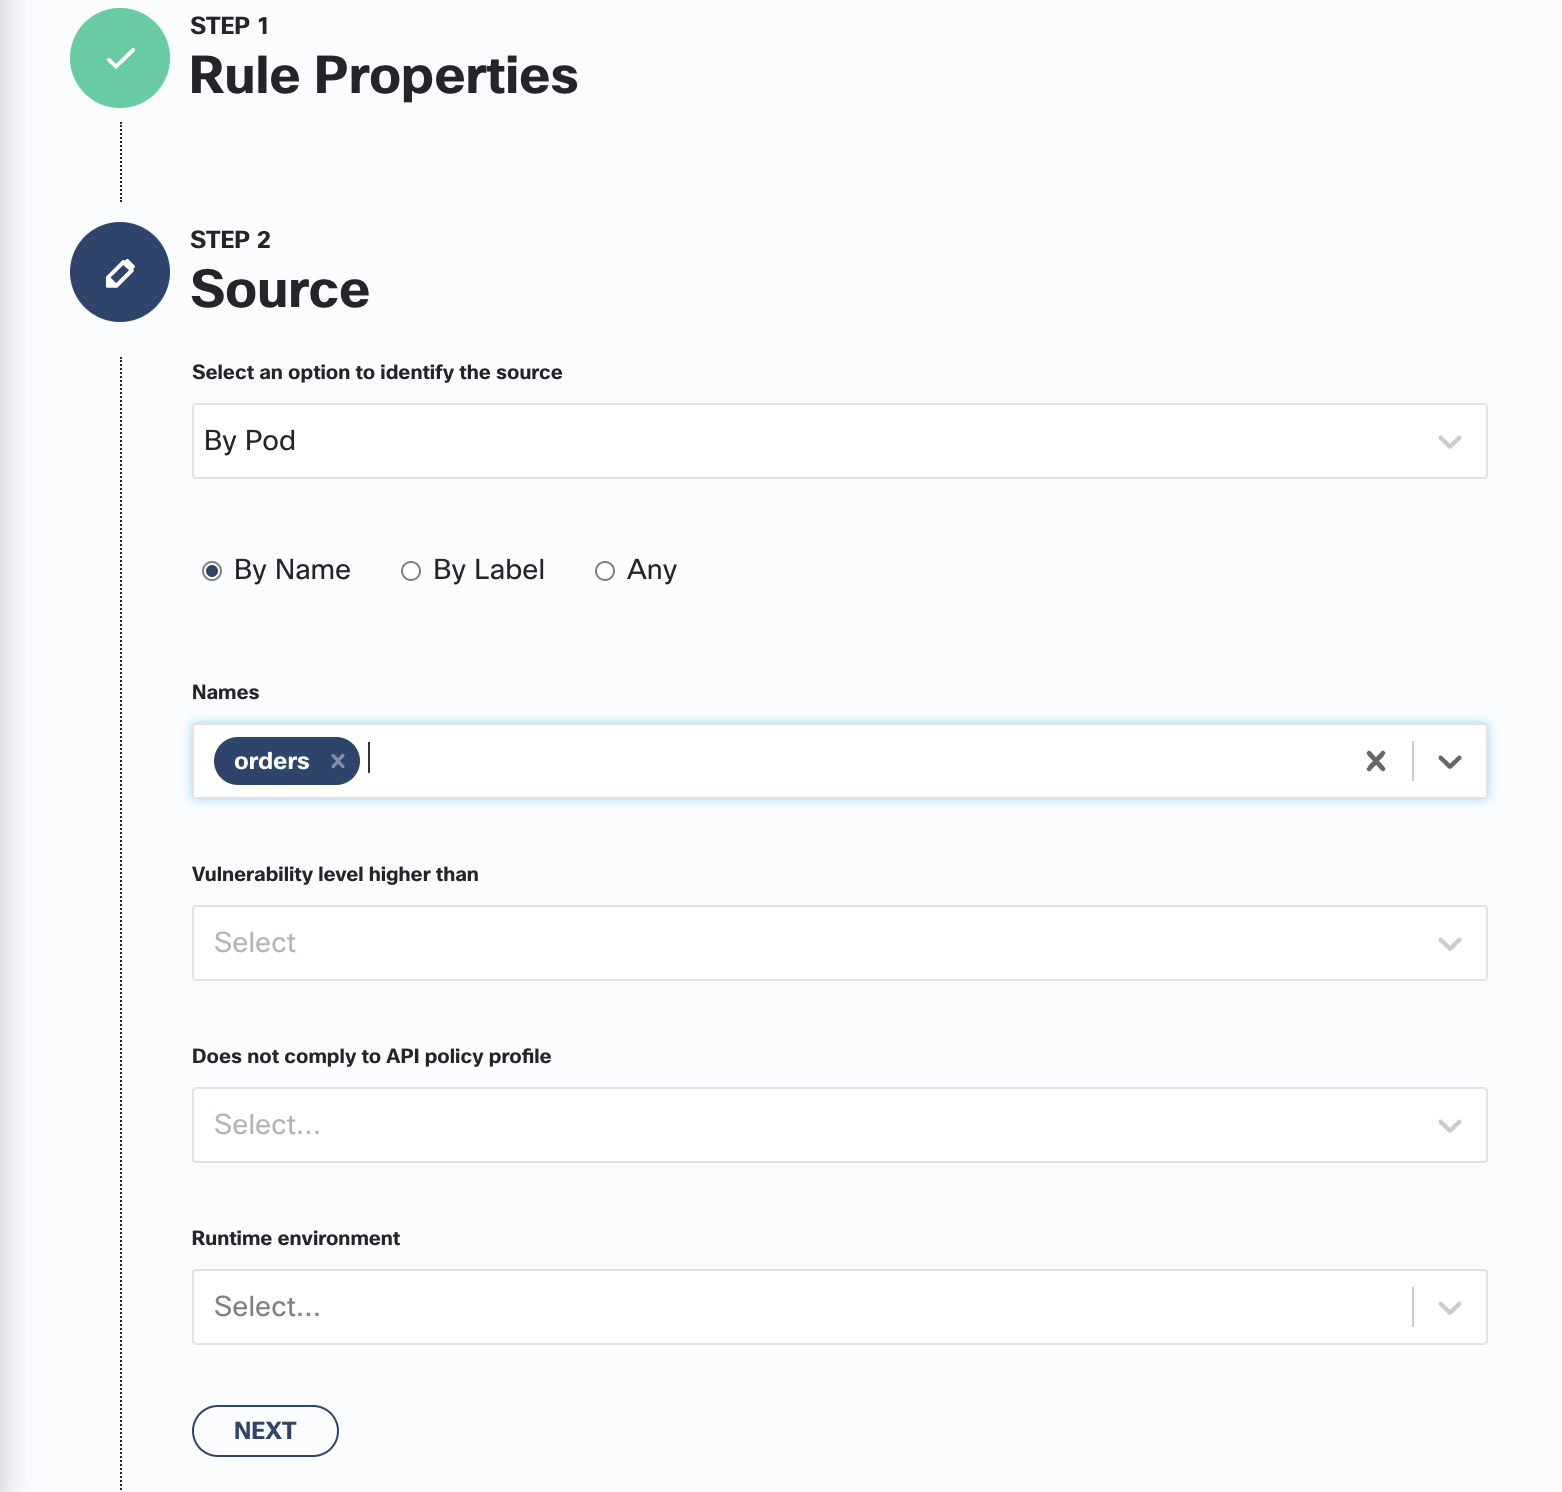 STEP 1
Rule Properties
STEP 2
Source
Select an option to identify the source
By Pod
By Name By Label Any
Names
orders
Vulnerability level higher than
Select
Does not comply to API policy profile
Select...
Runtime environment
Select...
NEXT